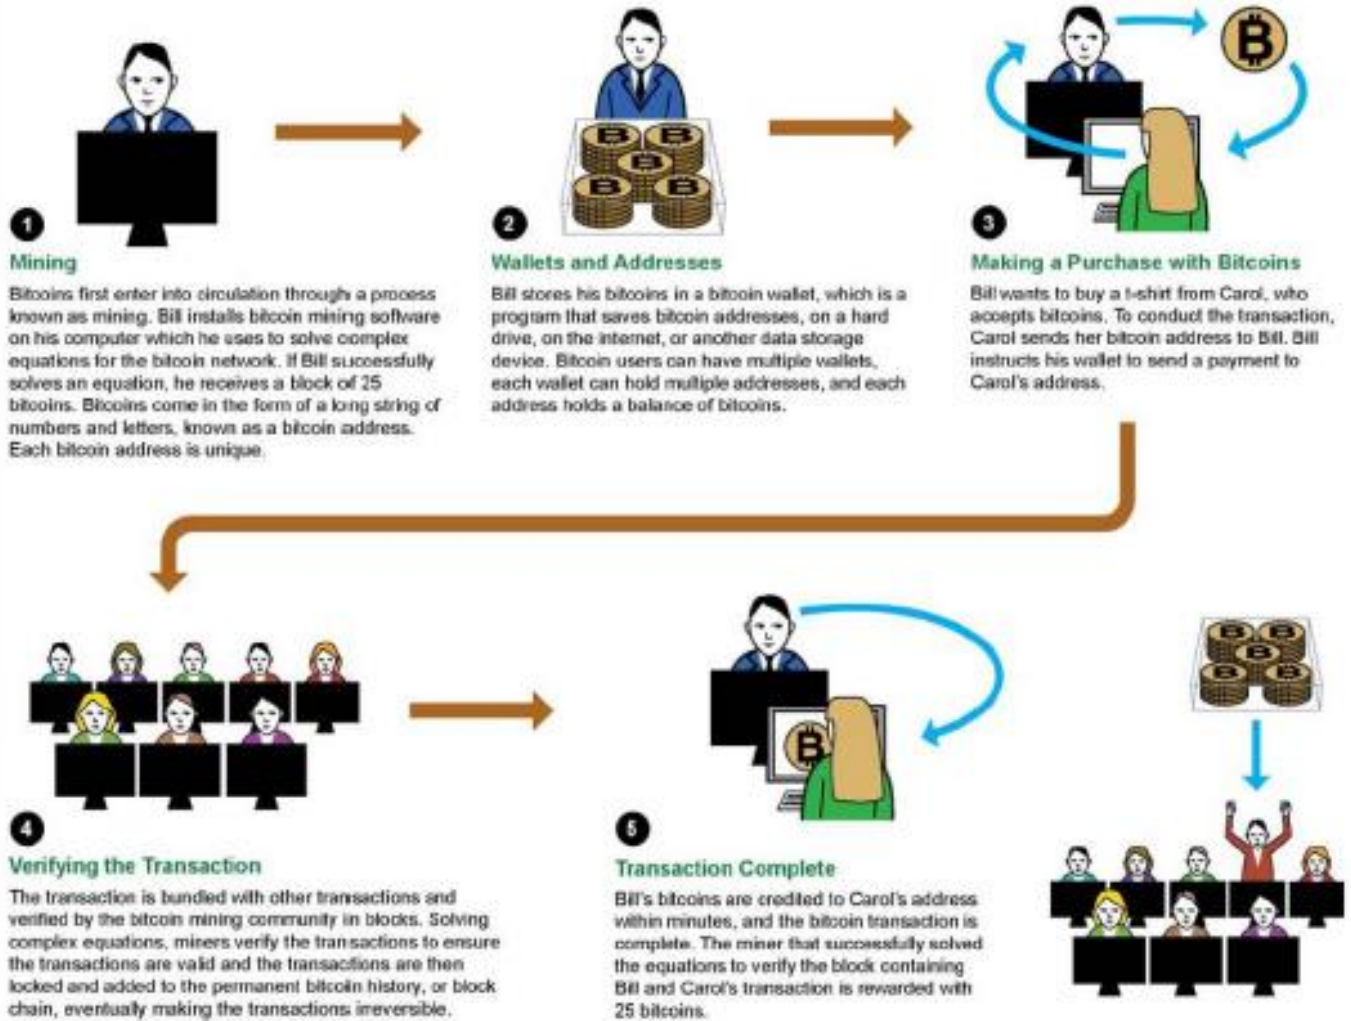 1
Mining
Bitcoins first enter into circulation through a process
known as mining. Bill installs bitcoin mining software
on his computer which he uses to solve complex
equations for the bitcoin network. If Bill successfully
solves an equation, he receives a block of 25
bitcoins. Bitcoins come in the form of a long string of
numbers and letters, known as a bitcoin address.
Each bitcoin address is unique.
2
Wallets and Addresses
Bill stores his bitcoins in a bitcoin wallet, which is a
program that saves bitcoin addresses, on a hard
drive, on the internet, or another data storage
device. Bitcoin users can have multiple wallets,
each wallet can hold multiple addresses, and each
address holds a balance of bitcoins.
3
Making a Purchase with Bitcoins
Bill wants to buy a t-shirt from Carol, who
accepts bitcoins. To conduct the transaction,
Carol sends her bitcoin address to Bill. Bill
instructs his wallet to send a payment to
Carol's address.
4
Verifying the Transaction
The transaction is bundled with other transactions and
verified by the bitcoin mining community in blocks. Solving
complex equations, miners verify the transactions to ensure
the transactions are valid and the transactions are then
locked and added to the permanent bitcoin history, or block
chain, eventually making the transactions irreversible.
5
Transaction Complete
Bill's bitcoins are credited to Carol's address
within minutes, and the bitcoin transaction is
complete. The miner that successfully solved
the equations to verify the block containing
Bill and Carol's transaction is rewarded with
25 bitcoins.